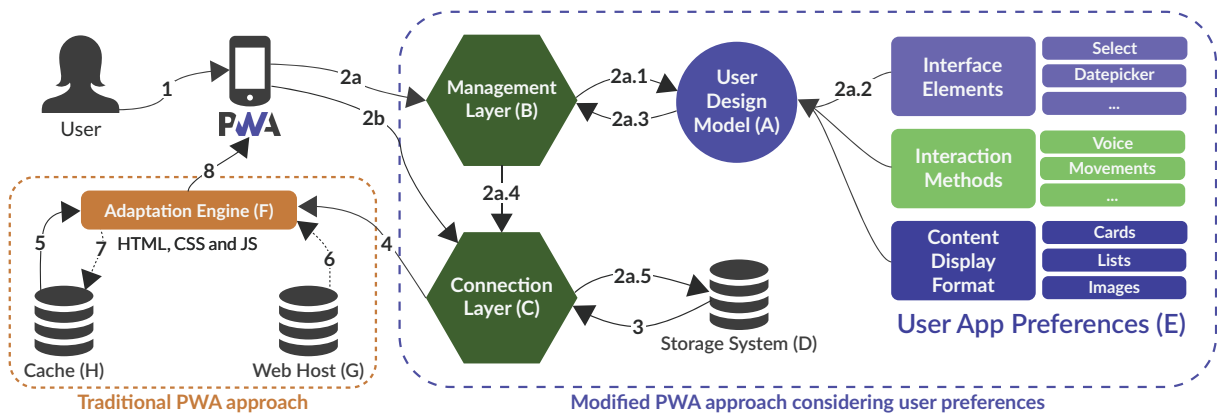 User
1
PWA
2a
2b
Management
Layer (B)
2a.1
2a.3
User
Design
Model (A)
2a.2
Interface
Elements
Select
Datepicker
...
Interaction
Methods
Voice
Movements
...
Content
Display
Format
Cards
Lists
Images
User App Preferences (E)
2a.4
8
Adaptation Engine (F)
HTML, CSS and JS
5
7
6
4
Connection
Layer (C)
2a.5
3
Storage System (D)
Cache (H)
Web Host (G)
Traditional PWA approach
Modified PWA approach considering user preferences